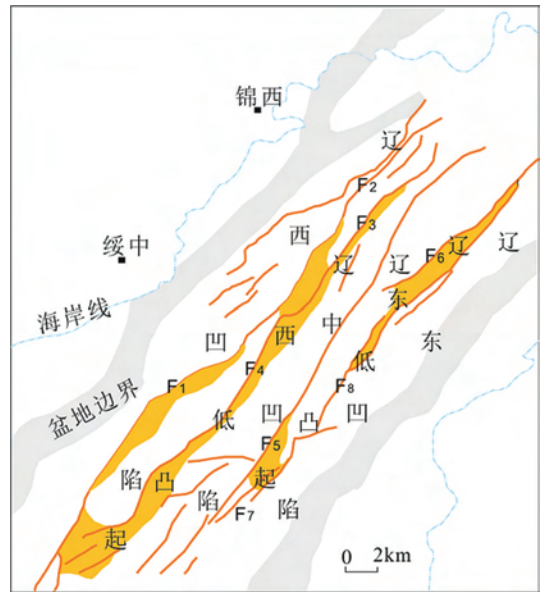 锦西
绥中
海岸线
盆地边界
辽西凹陷
辽西低凸起
辽中凹陷
辽东低凸起
辽东凹陷
F2
F3
F6
F1
F4
F8
F5
F7
0 2km